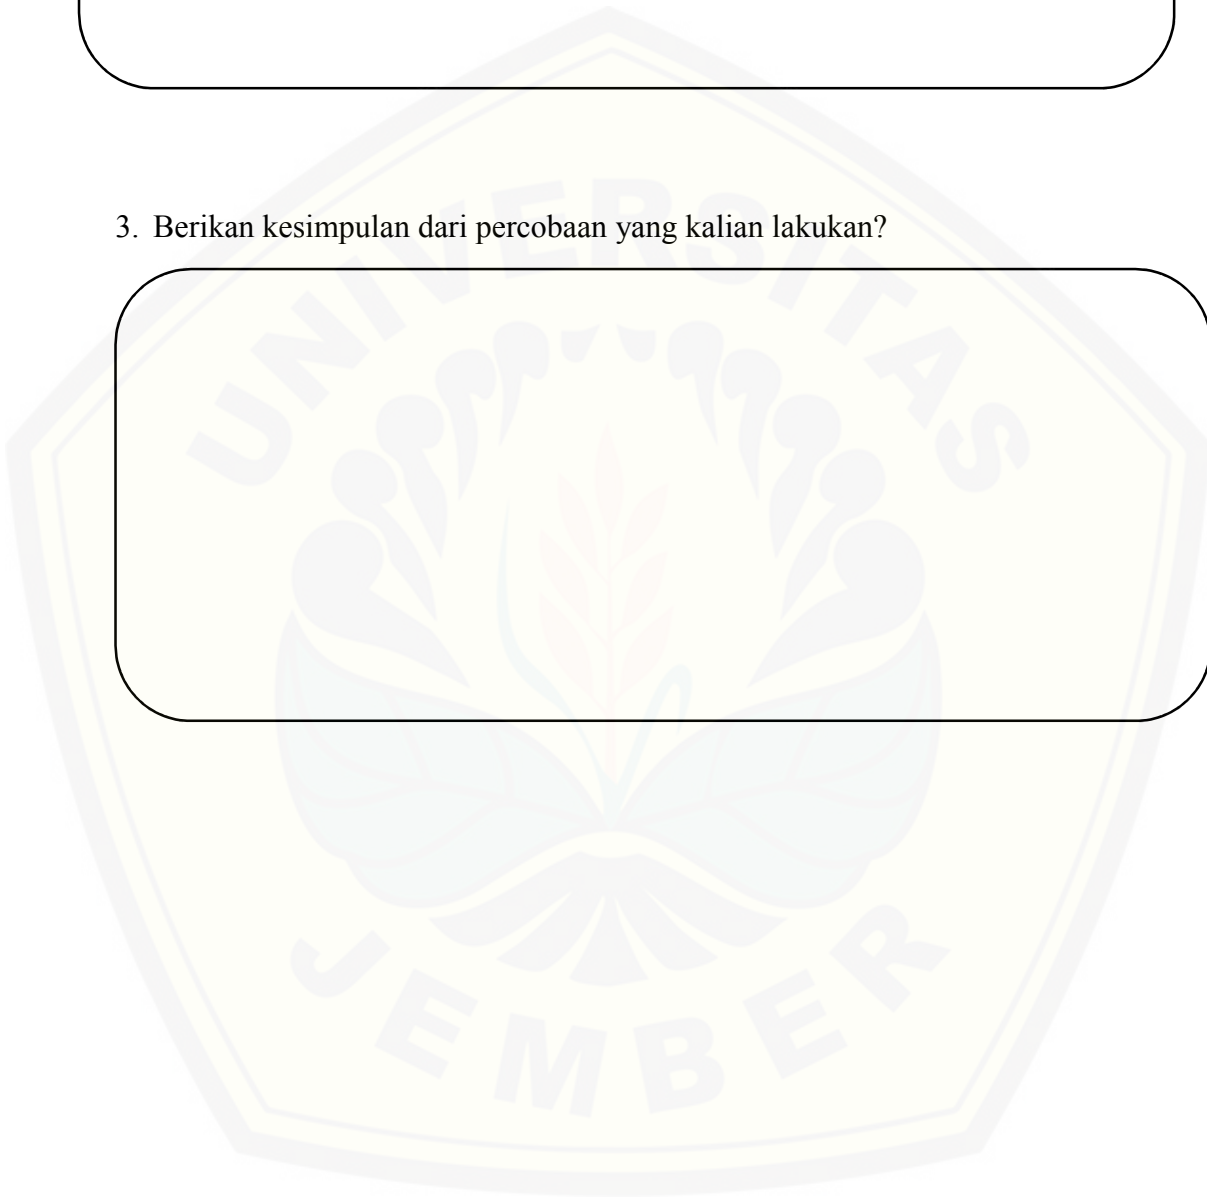 3. Berikan kesimpulan dari percobaan yang kalian lakukan?
UNIVERSITAS
JEMBER